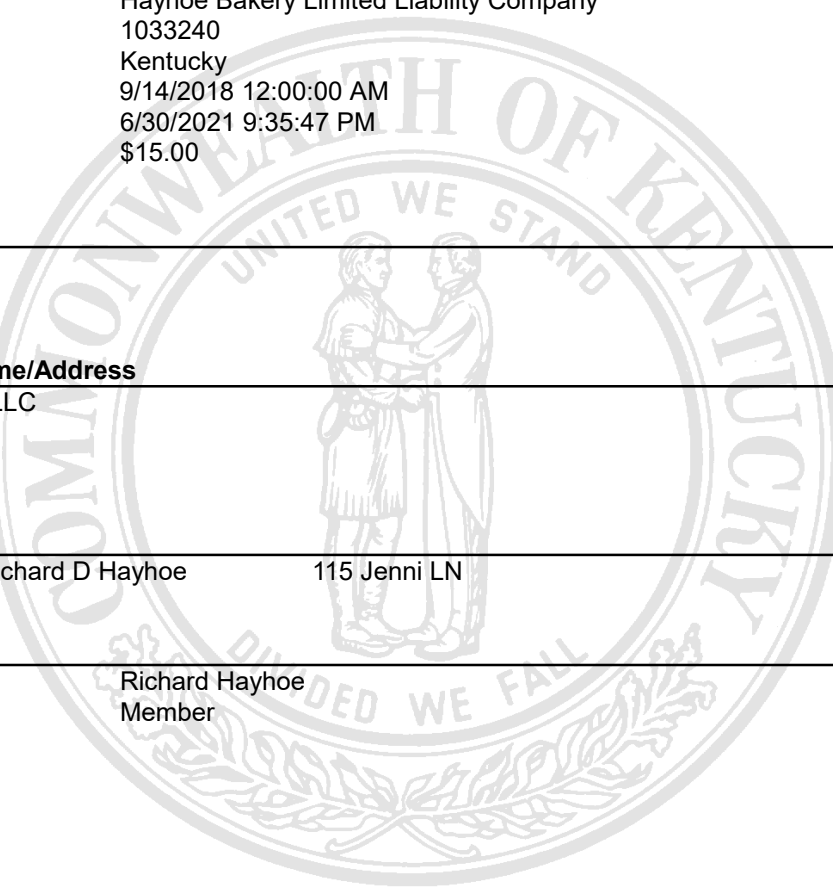 Hayhoe Bakery Limited Liability Company
1033240
Kentucky
9/14/2018 12:00:00 AM
6/30/2021 9:35:47 PM
$15.00
COMMONWEALTH OF KENTUCKY
UNITED WE STAND
me/Address
LLC
chard D Hayhoe 115 Jenni LN
DIVIDED WE FALL
Richard Hayhoe
Member